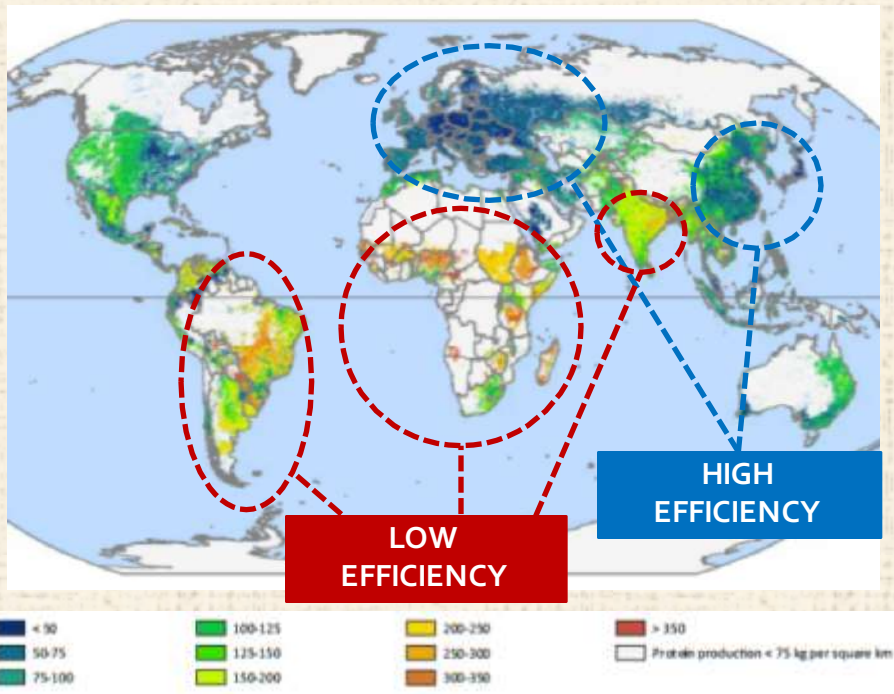 HIGH
EFFICIENCY
LOW
EFFICIENCY
< 50
50-75
75-100
100-125
125-150
150-200
200-250
250-300
300-350
> 350
Protein production < 75 kg per square km